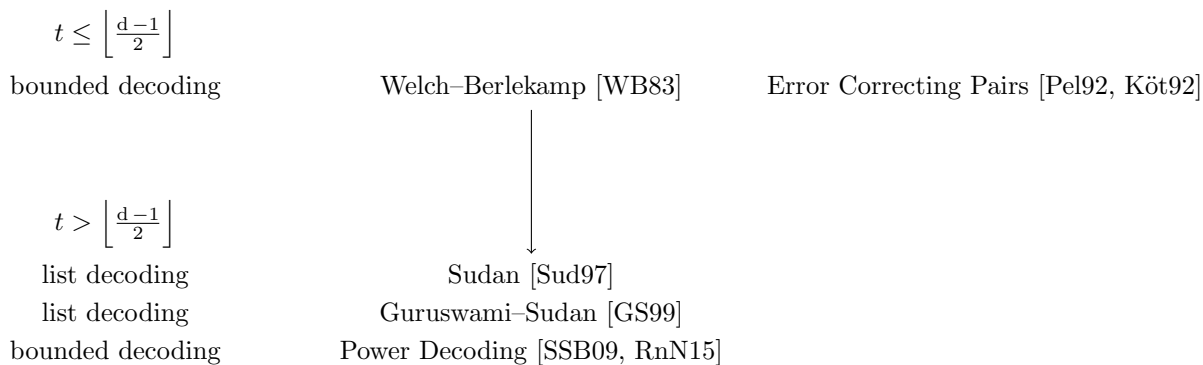 t ≤ ⌊(d−1)/2⌋
bounded decoding Welch–Berlekamp [WB83] Error Correcting Pairs [Pel92, Köt92]
t > ⌊(d−1)/2⌋
list decoding Sudan [Sud97]
list decoding Guruswami–Sudan [GS99]
bounded decoding Power Decoding [SSB09, RnN15]